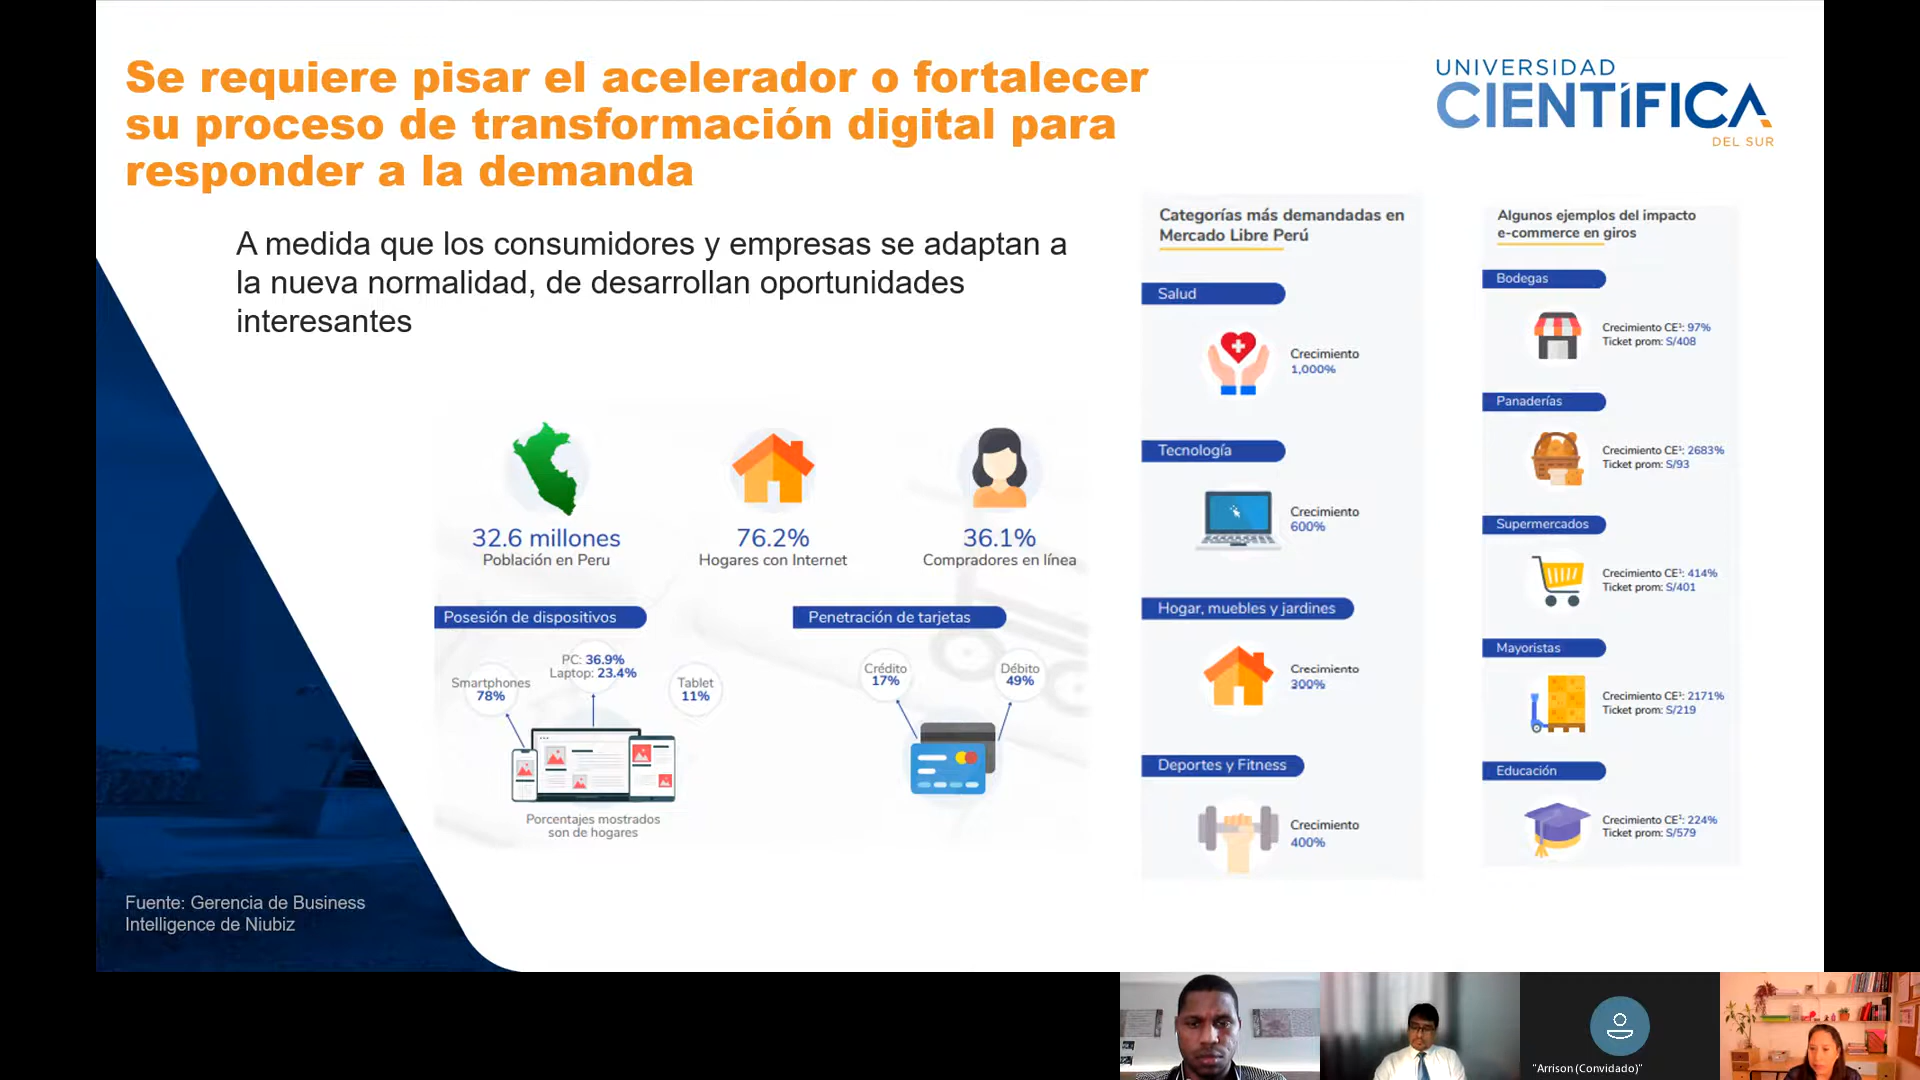 Se requiere pisar el acelerador o fortalecer
su proceso de transformación digital para
responder a la demanda
UNIVERSIDAD
CIENTÍFICA
DEL SUR
A medida que los consumidores y empresas se adaptan a
la nueva normalidad, de desarrollan oportunidades
interesantes
32.6 millones
Población en Peru
76.2%
Hogares con Internet
36.1%
Compradores en línea
Posesión de dispositivos
Smartphones
78%
PC: 36.9%
Laptop: 23.4%
Tablet
11%
Porcentajes mostrados
son de hogares
Penetración de tarjetas
Crédito
17%
Débito
49%
Categorías más demandadas en
Mercado Libre Perú
Salud
Crecimiento
1,000%
Tecnología
Crecimiento
600%
Hogar, muebles y jardines
Crecimiento
300%
Deportes y Fitness
Crecimiento
400%
Algunos ejemplos del impacto
e-commerce en giros
Bodegas
Crecimiento CE¹: 97%
Ticket prom: S/408
Panaderías
Crecimiento CE¹: 2683%
Ticket prom: S/93
Supermercados
Crecimiento CE¹: 414%
Ticket prom: S/401
Mayoristas
Crecimiento CE¹: 2171%
Ticket prom: S/219
Educación
Crecimiento CE¹: 224%
Ticket prom: S/579
Fuente: Gerencia de Business
Intelligence de Niubiz
"Arrison (Convidado)"